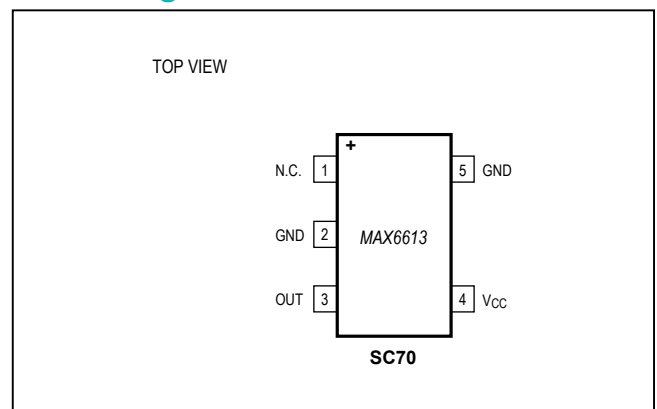 TOP VIEW
+
N.C. 1
5 GND
GND 2
MAX6613
OUT 3
4 VCC
SC70